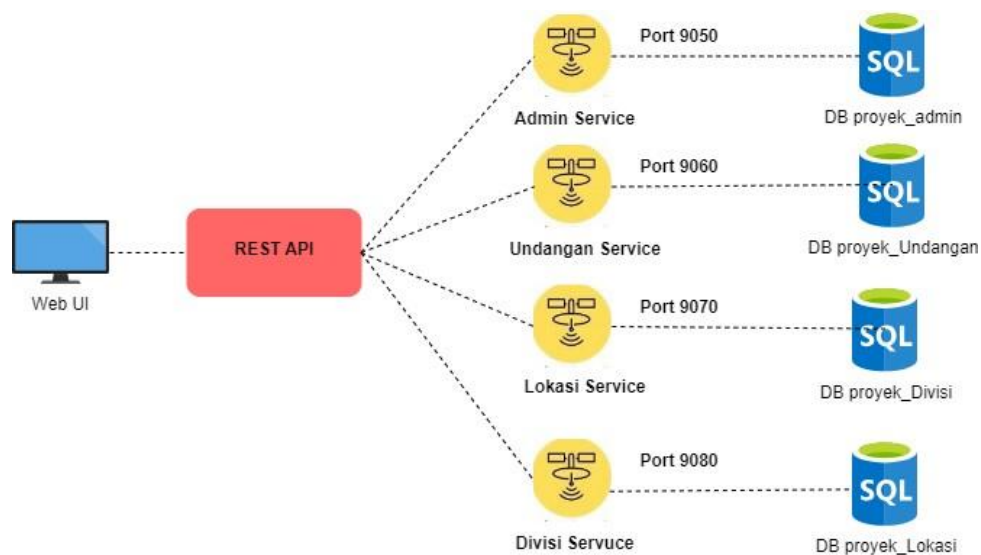 Port 9050
SQL
Admin Service
DB proyek_admin
Port 9060
SQL
Undangan Service
DB proyek_Undangan
REST API
Web UI
Port 9070
SQL
Lokasi Service
DB proyek_Divisi
Port 9080
SQL
Divisi Servuce
DB proyek_Lokasi